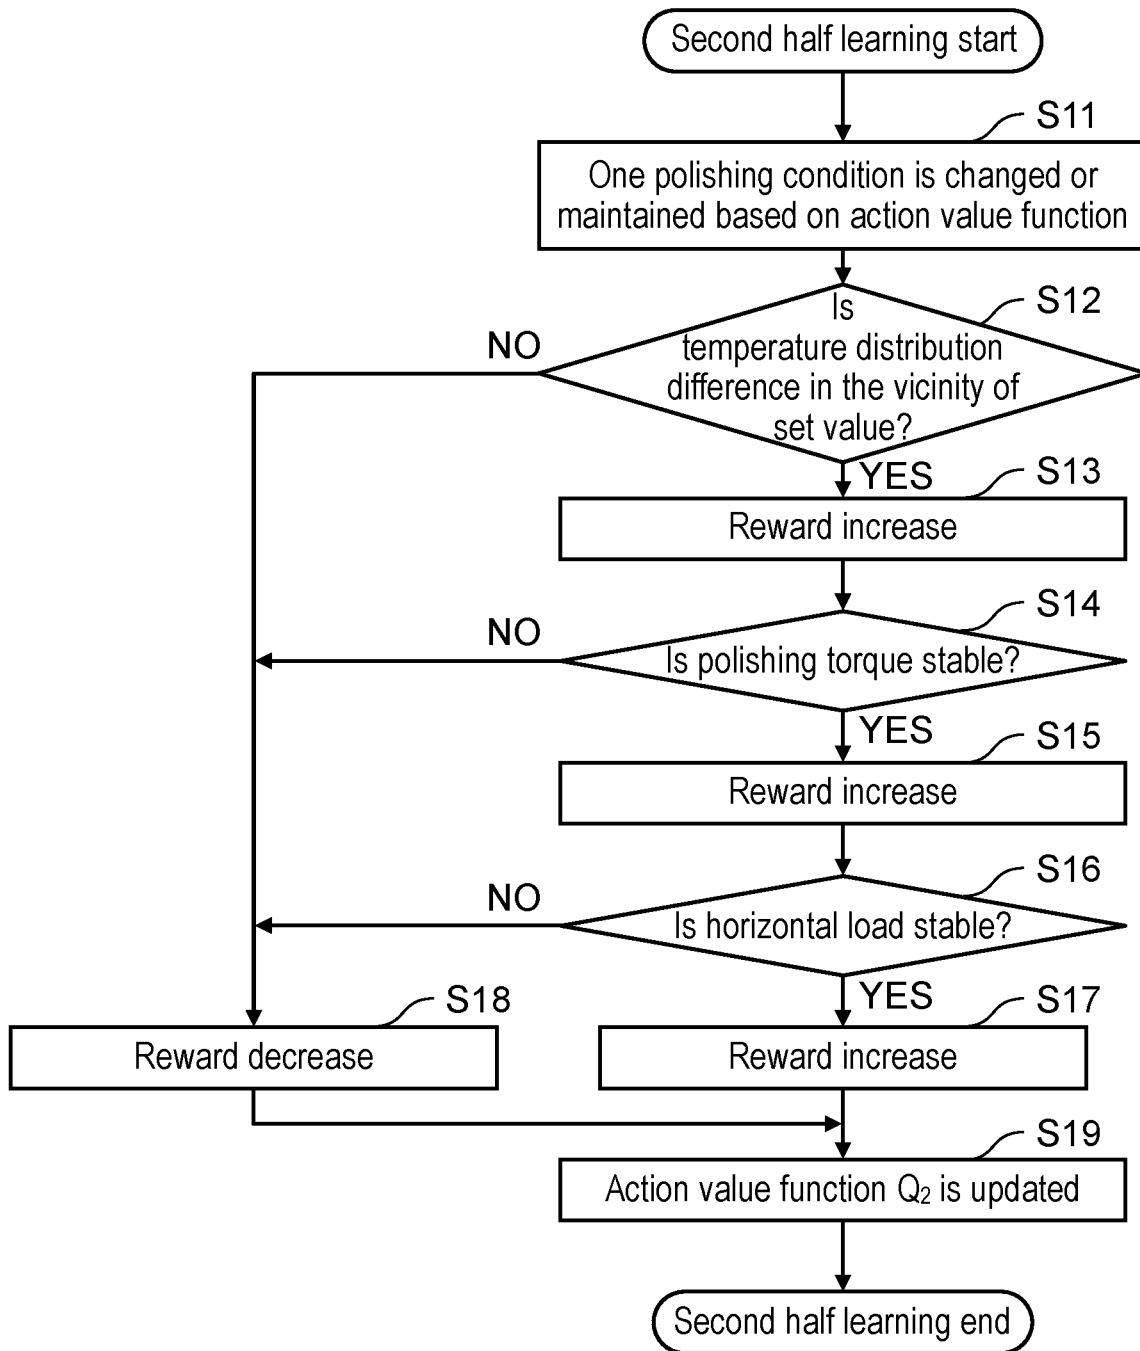 Second half learning start
S11
One polishing condition is changed or
maintained based on action value function
S12
Is
temperature distribution
difference in the vicinity of
set value?
NO
YES
S13
Reward increase
S14
NO
Is polishing torque stable?
YES
S15
Reward increase
S16
NO
Is horizontal load stable?
YES
S18
S17
Reward decrease
Reward increase
S19
Action value function Q₂ is updated
Second half learning end